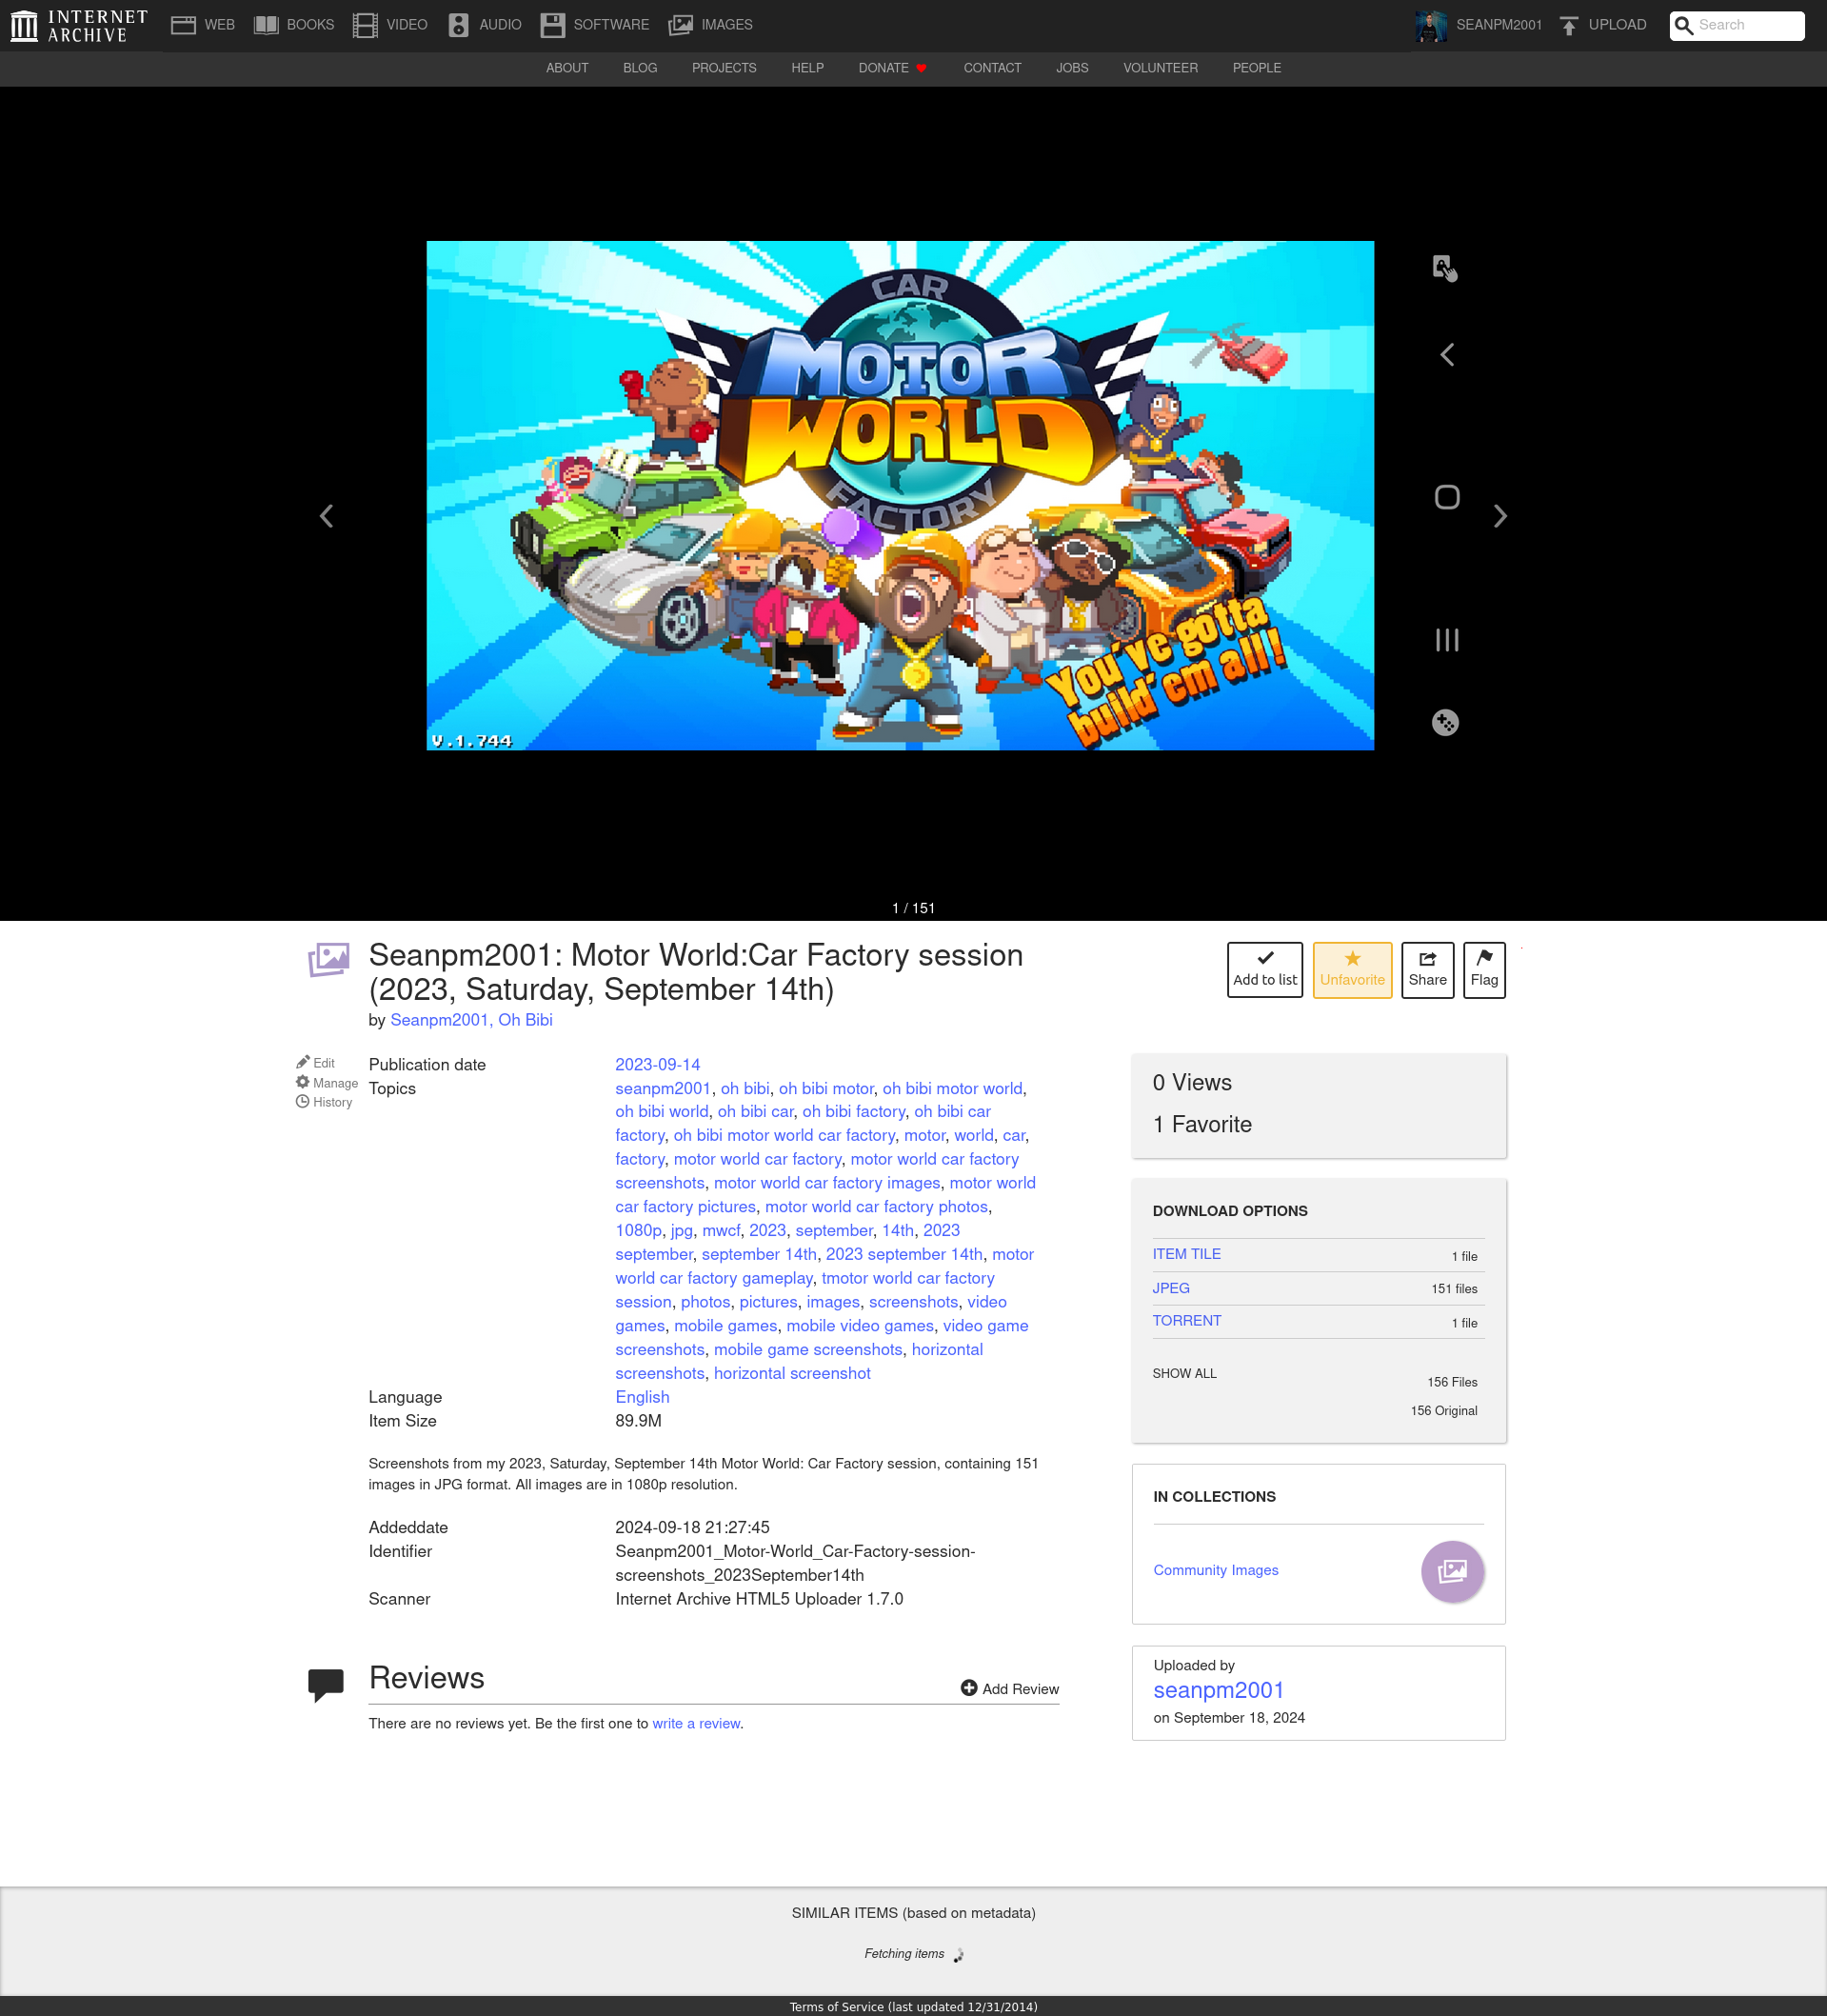 INTERNET ARCHIVE
WEB
BOOKS
VIDEO
AUDIO
SOFTWARE
IMAGES
SEANPM2001
UPLOAD
Search
ABOUT
BLOG
PROJECTS
HELP
DONATE
CONTACT
JOBS
VOLUNTEER
PEOPLE
CAR
MOTOR
WORLD
FACTORY
You've gotta
build 'em all!
V.1.744
1 / 151
Seanpm2001: Motor World:Car Factory session
(2023, Saturday, September 14th)
by Seanpm2001, Oh Bibi
Add to list
Unfavorite
Share
Flag
Edit
Manage
History
Publication date 2023-09-14
Topics seanpm2001, oh bibi, oh bibi motor, oh bibi motor world,
oh bibi world, oh bibi car, oh bibi factory, oh bibi car
factory, oh bibi motor world car factory, motor, world, car,
factory, motor world car factory, motor world car factory
screenshots, motor world car factory images, motor world
car factory pictures, motor world car factory photos,
1080p, jpg, mwcf, 2023, september, 14th, 2023
september, september 14th, 2023 september 14th, motor
world car factory gameplay, tmotor world car factory
session, photos, pictures, images, screenshots, video
games, mobile games, mobile video games, video game
screenshots, mobile game screenshots, horizontal
screenshots, horizontal screenshot
Language English
Item Size 89.9M
Screenshots from my 2023, Saturday, September 14th Motor World: Car Factory session, containing 151
images in JPG format. All images are in 1080p resolution.
Addeddate 2024-09-18 21:27:45
Identifier Seanpm2001_Motor-World_Car-Factory-session-
screenshots_2023September14th
Scanner Internet Archive HTML5 Uploader 1.7.0
Reviews
Add Review
There are no reviews yet. Be the first one to write a review.
0 Views
1 Favorite
DOWNLOAD OPTIONS
ITEM TILE 1 file
JPEG 151 files
TORRENT 1 file
SHOW ALL
156 Files
156 Original
IN COLLECTIONS
Community Images
Uploaded by
seanpm2001
on September 18, 2024
SIMILAR ITEMS (based on metadata)
Fetching items
Terms of Service (last updated 12/31/2014)